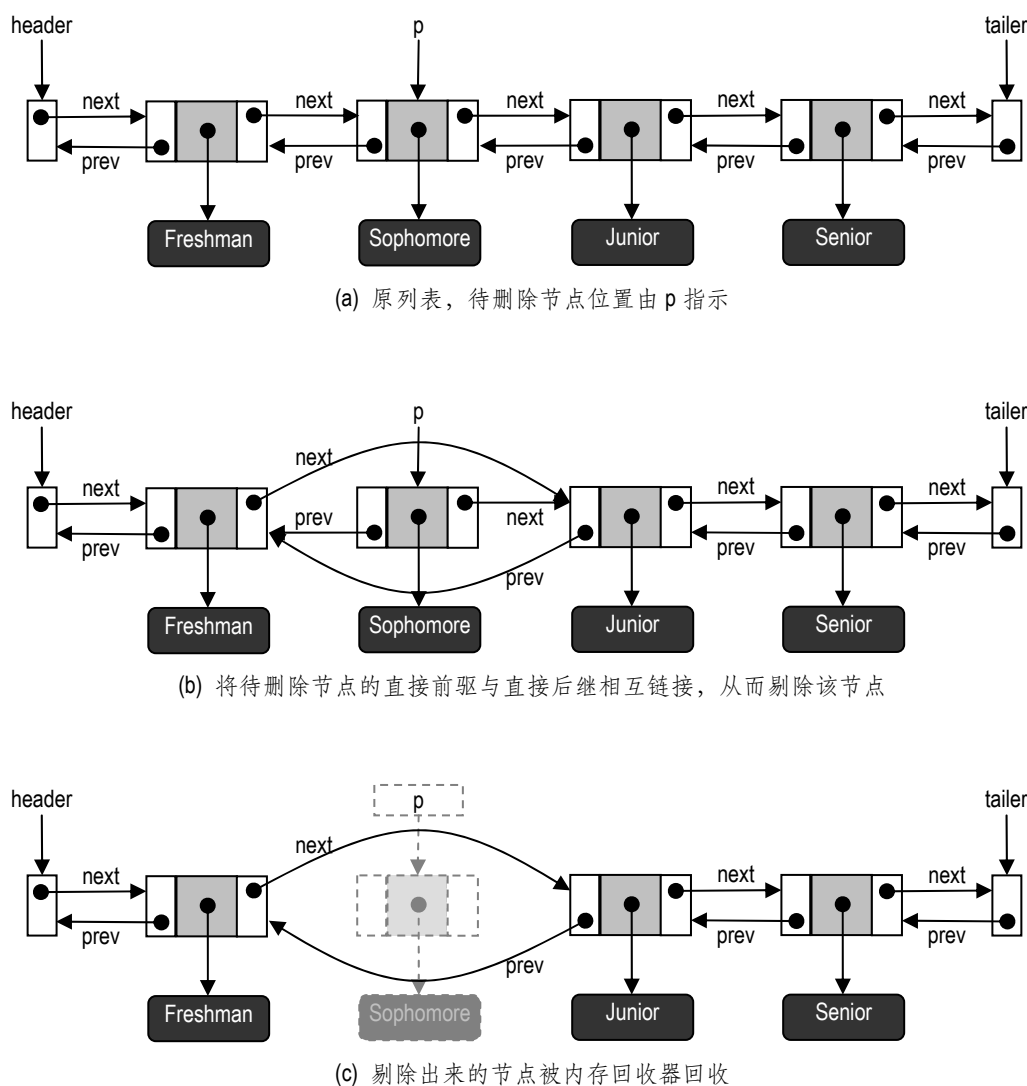 header p tailer
next next next next next
prev prev prev prev prev
Freshman Sophomore Junior Senior
(a) 原列表，待删除节点位置由 p 指示
header p tailer
next
next next next
prev next
prev prev prev
prev
Freshman Sophomore Junior Senior
(b) 将待删除节点的直接前驱与直接后继相互链接，从而剔除该节点
header p tailer
next
next next next
prev prev prev
prev
Freshman Sophomore Junior Senior
(c) 剔除出来的节点被内存回收器回收